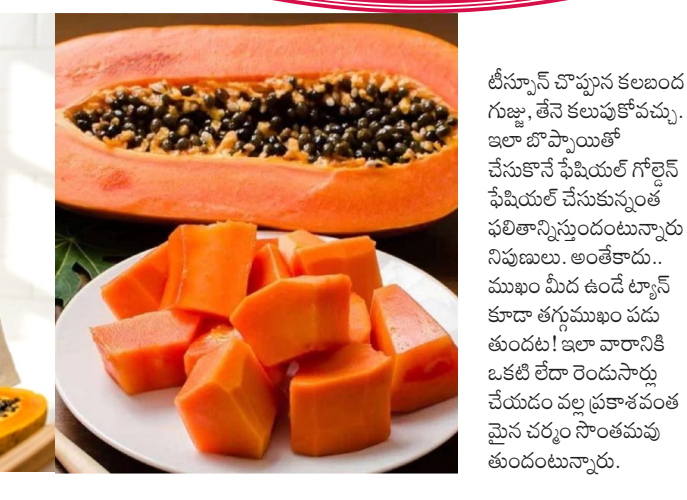 టీస్పూన్ చొప్పున కలబంద
గుజ్జు, తేనె కలుపుకోవచ్చు.
ఇలా బొప్పాయితో
చేసుకొనే ఫేషియల్ గోల్డెన్
ఫేషియల్ చేసుకున్నంత
ఫలితాన్నిస్తుందంటున్నారు
నిపుణులు. అంతేకాదు..
ముఖం మీద ఉండే ట్యాన్
కూడా తగ్గుముఖం పడు
తుందట! ఇలా వారానికి
ఒకటి లేదా రెండుసార్లు
చేయడం వల్ల ప్రకాశవంత
మైన చర్మం సొంతమవు
తుందంటున్నారు.